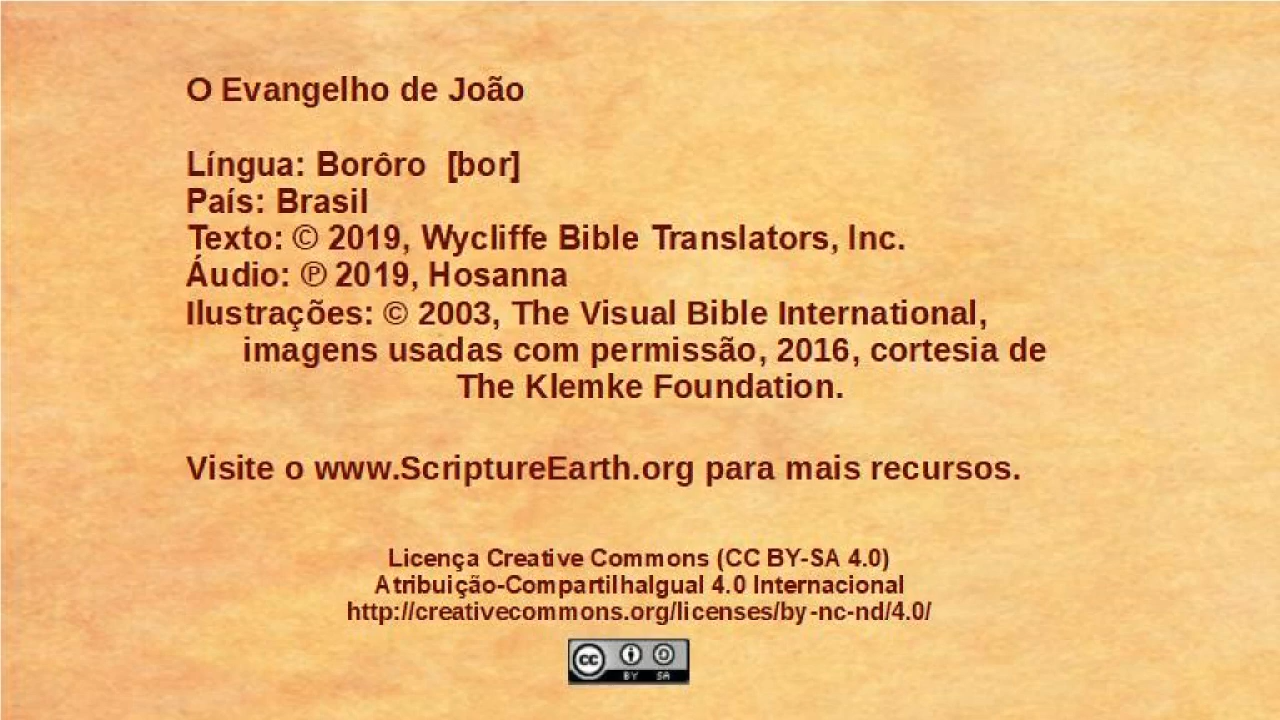 O Evangelho de João
Língua: Borôro [bor]
País: Brasil
Texto: © 2019, Wycliffe Bible Translators, Inc.
Áudio: ℗ 2019, Hosanna
Ilustrações: © 2003, The Visual Bible International,
imagens usadas com permissão, 2016, cortesia de
The Klemke Foundation.
Visite o www.ScriptureEarth.org para mais recursos.
Licença Creative Commons (CC BY-SA 4.0)
Atribuição-CompartilhaIgual 4.0 Internacional
http://creativecommons.org/licenses/by-nc-nd/4.0/
cc
BY SA